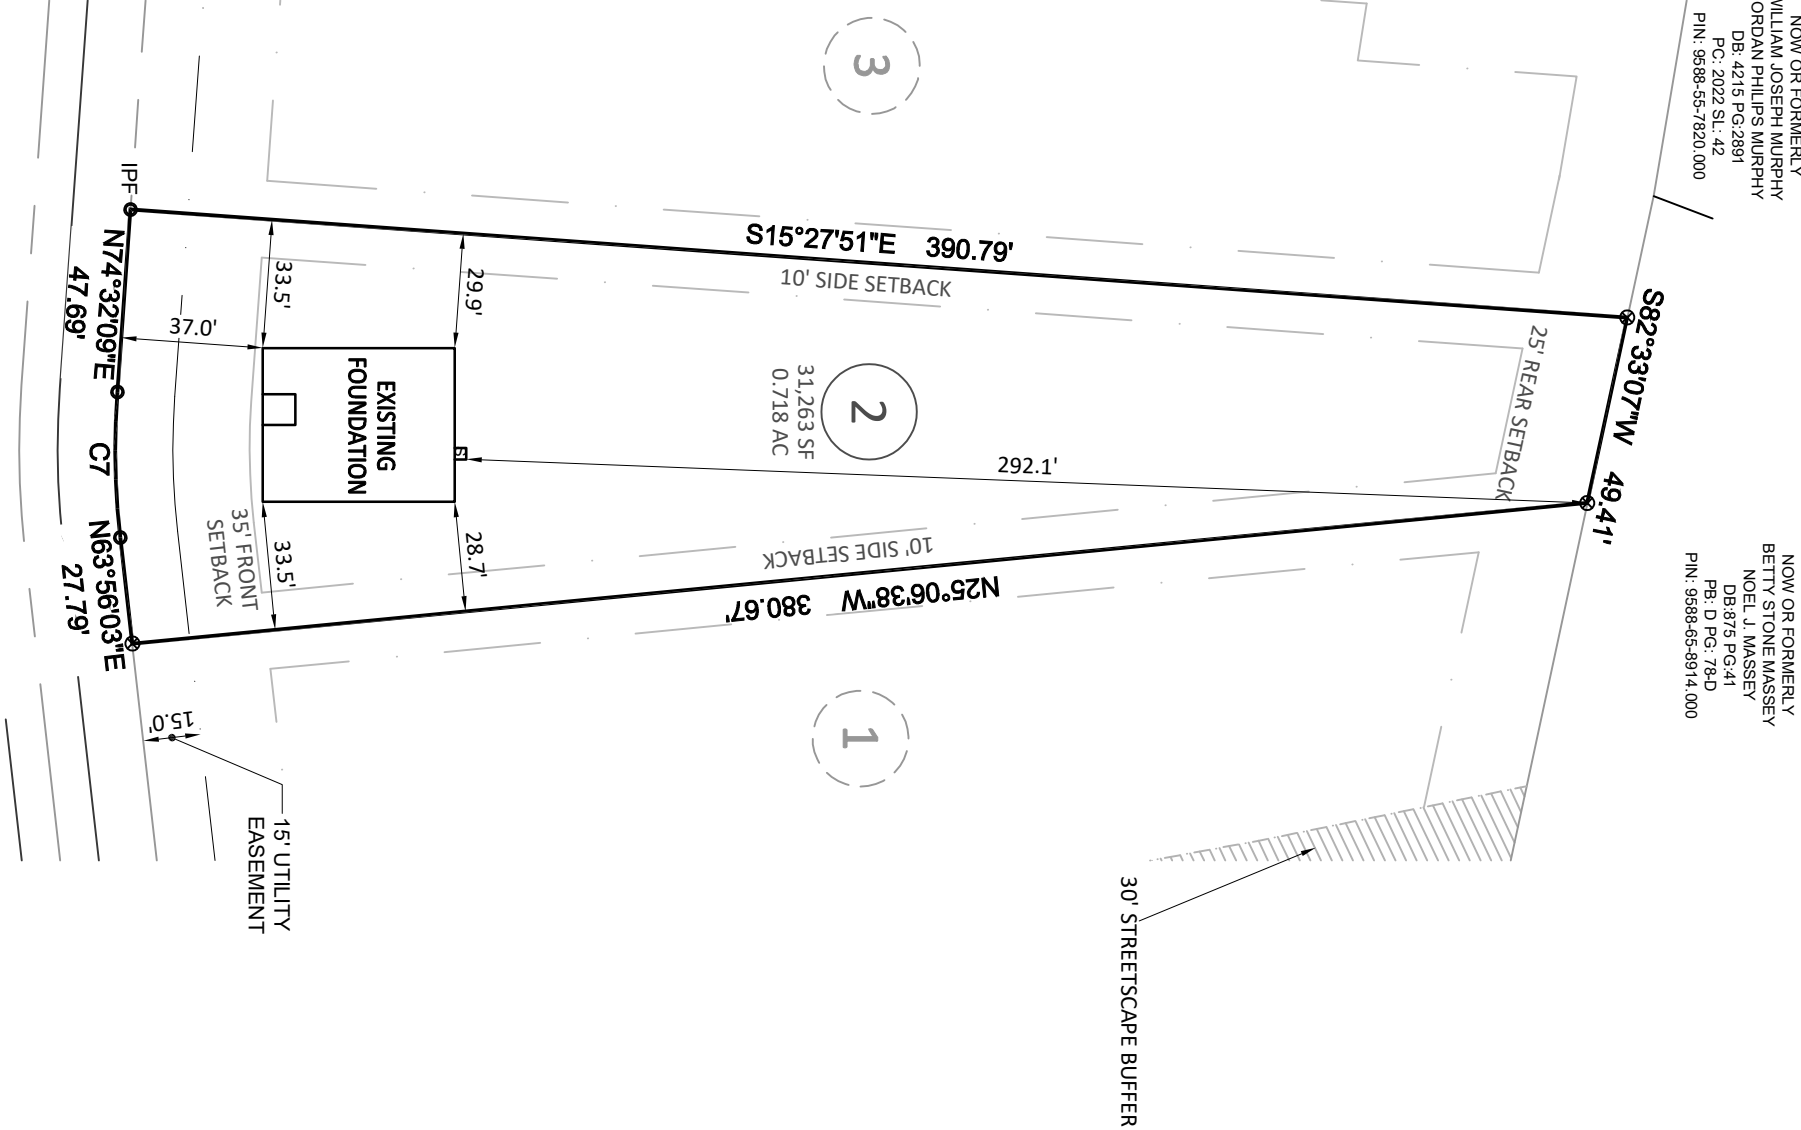 NOW OR FORMERLY
WILLIAM JOSEPH MURPHY
JORDAN PHILIPS MURPHY
DB: 4215 PG:2891
PC: 2022 SL: 42
PIN: 9588-55-7820.000
NOW OR FORMERLY
BETTY STONE MASSEY
NOEL J. MASSEY
DB:875 PG:41
PB: D PG: 78-D
PIN: 9588-65-8914.000
S82°33'07"W 49.41'
25' REAR SETBACK
3
S15°27'51"E 390.79'
10' SIDE SETBACK
292.1'
2
31,263 SF
0.718 AC
10' SIDE SETBACK
N25°06'38"W 380.67'
1
30' STREETSCAPE BUFFER
29.9'
28.7'
EXISTING
FOUNDATION
33.5'
33.5'
37.0'
35' FRONT
SETBACK
IPF
N74°32'09"E
47.69'
C7
N63°56'03"E
27.79'
15.0'
15' UTILITY
EASEMENT